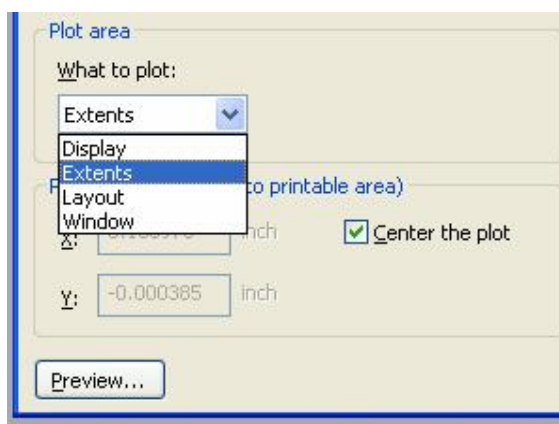 Plot area
What to plot:
Extents
Display
Extents
Layout
Window
to printable area)
X: inch
Center the plot
Y: -0.000385 inch
Preview...